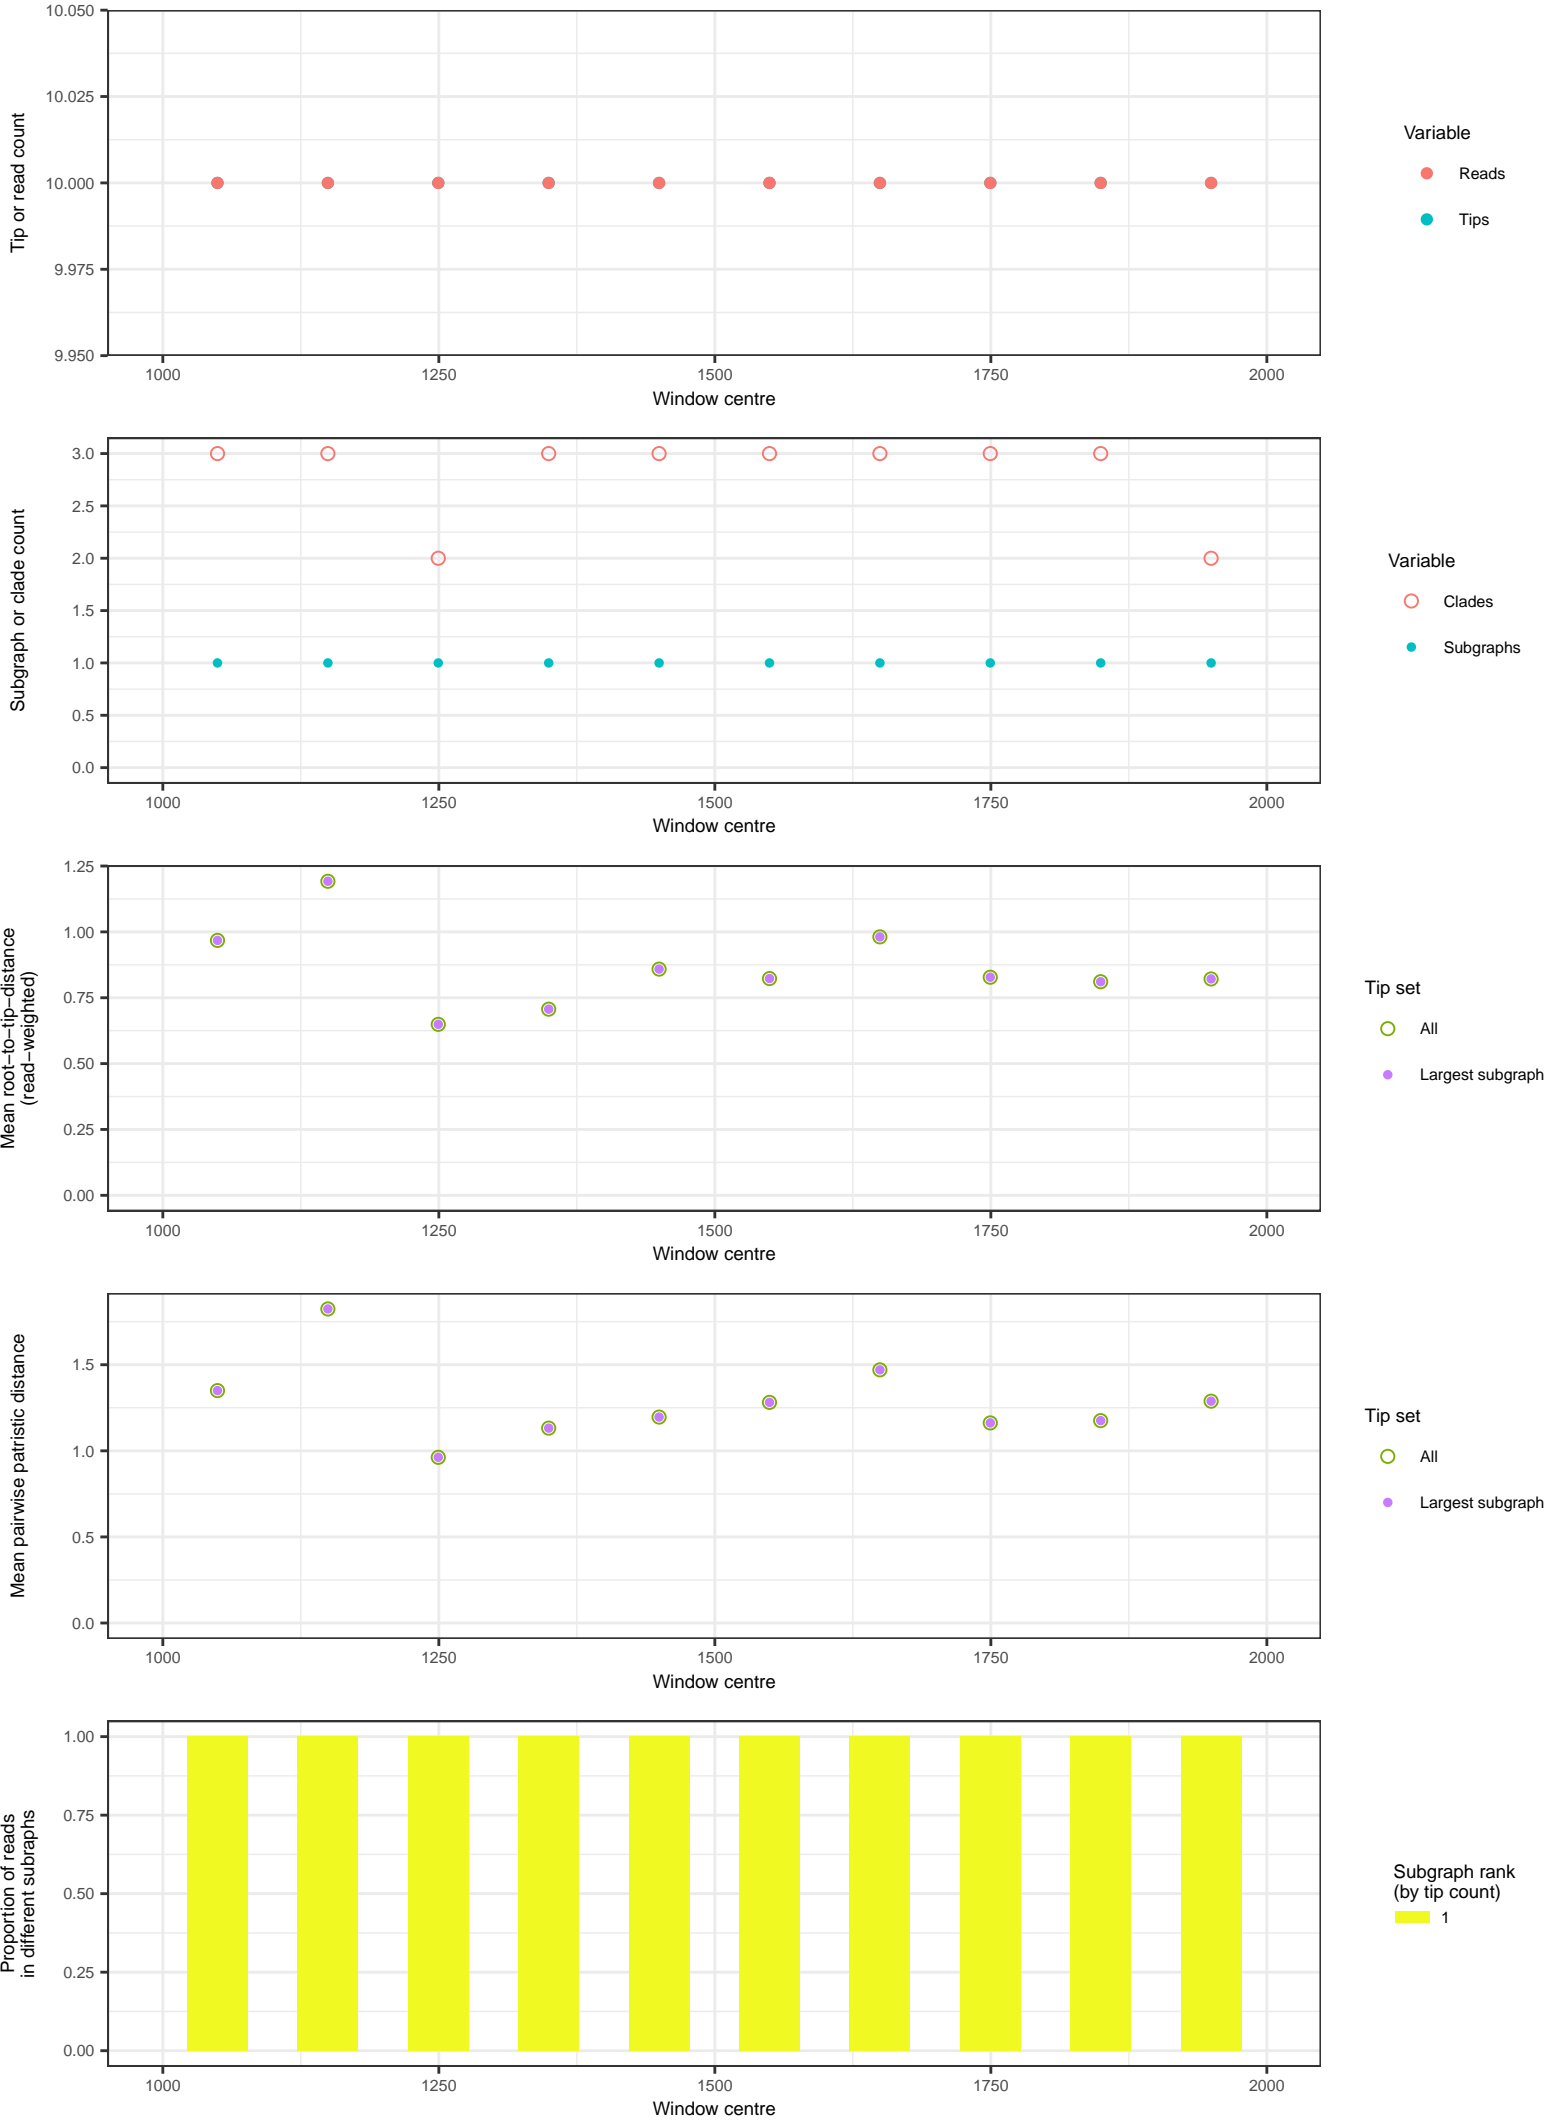 10.050
10.025
10.000
9.975
9.950
Tip or read count
1000 1250 1500 1750 2000
Window centre
Variable
Reads
Tips
3.0
2.5
2.0
1.5
1.0
0.5
0.0
Subgraph or clade count
1000 1250 1500 1750 2000
Window centre
Variable
Clades
Subgraphs
1.25
1.00
0.75
0.50
0.25
0.00
Mean root−to−tip−distance
(read−weighted)
1000 1250 1500 1750 2000
Window centre
Tip set
All
Largest subgraph
1.5
1.0
0.5
0.0
Mean pairwise patristic distance
1000 1250 1500 1750 2000
Window centre
Tip set
All
Largest subgraph
1.00
0.75
0.50
0.25
0.00
Proportion of reads
in different subraphs
1000 1250 1500 1750 2000
Window centre
Subgraph rank
(by tip count)
1